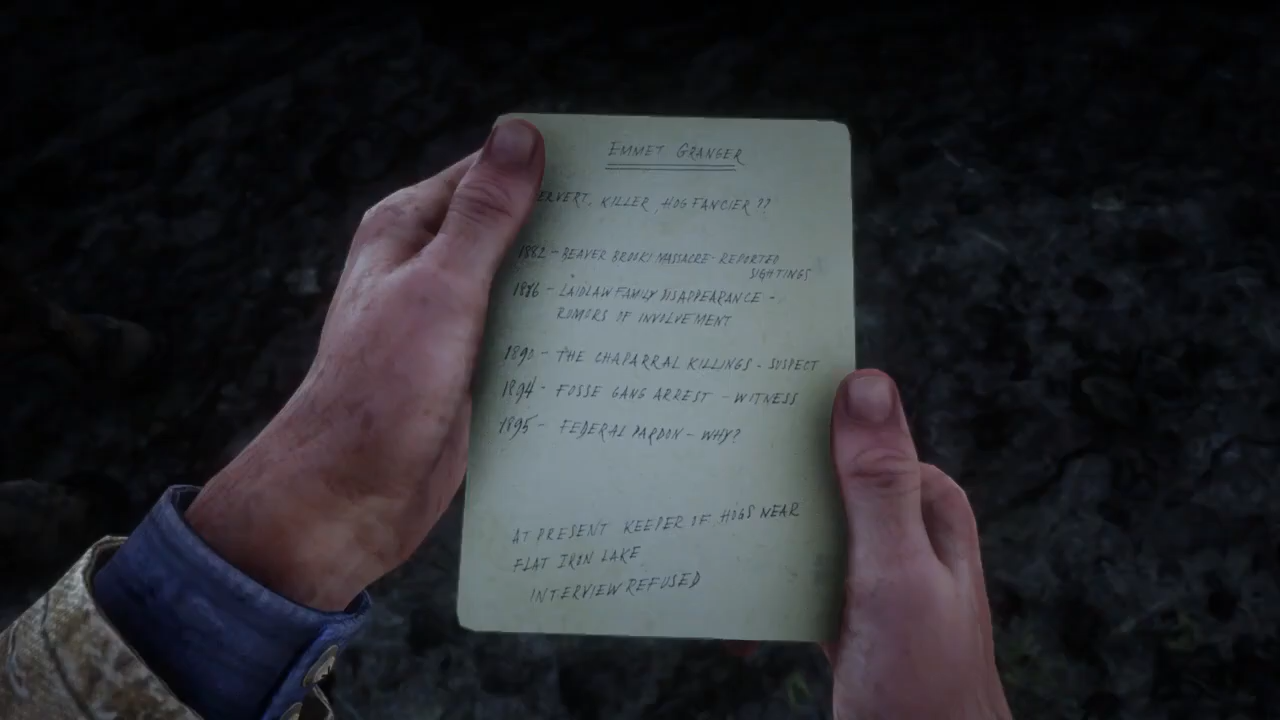 EMMET GRANGER
ERVERT, KILLER, HOG FANCIER ??
1882 - BEAVER BROOK MASSACRE - REPORTED
SIGHTINGS
1886 - LAIDLAW FAMILY DISAPPEARANCE -
RUMORS OF INVOLVEMENT
1890 - THE CHAPARRAL KILLINGS - SUSPECT
1894 - FOSSE GANG ARREST - WITNESS
1895 - FEDERAL PARDON - WHY?
AT PRESENT KEEPER OF HOGS NEAR
FLAT IRON LAKE
INTERVIEW REFUSED